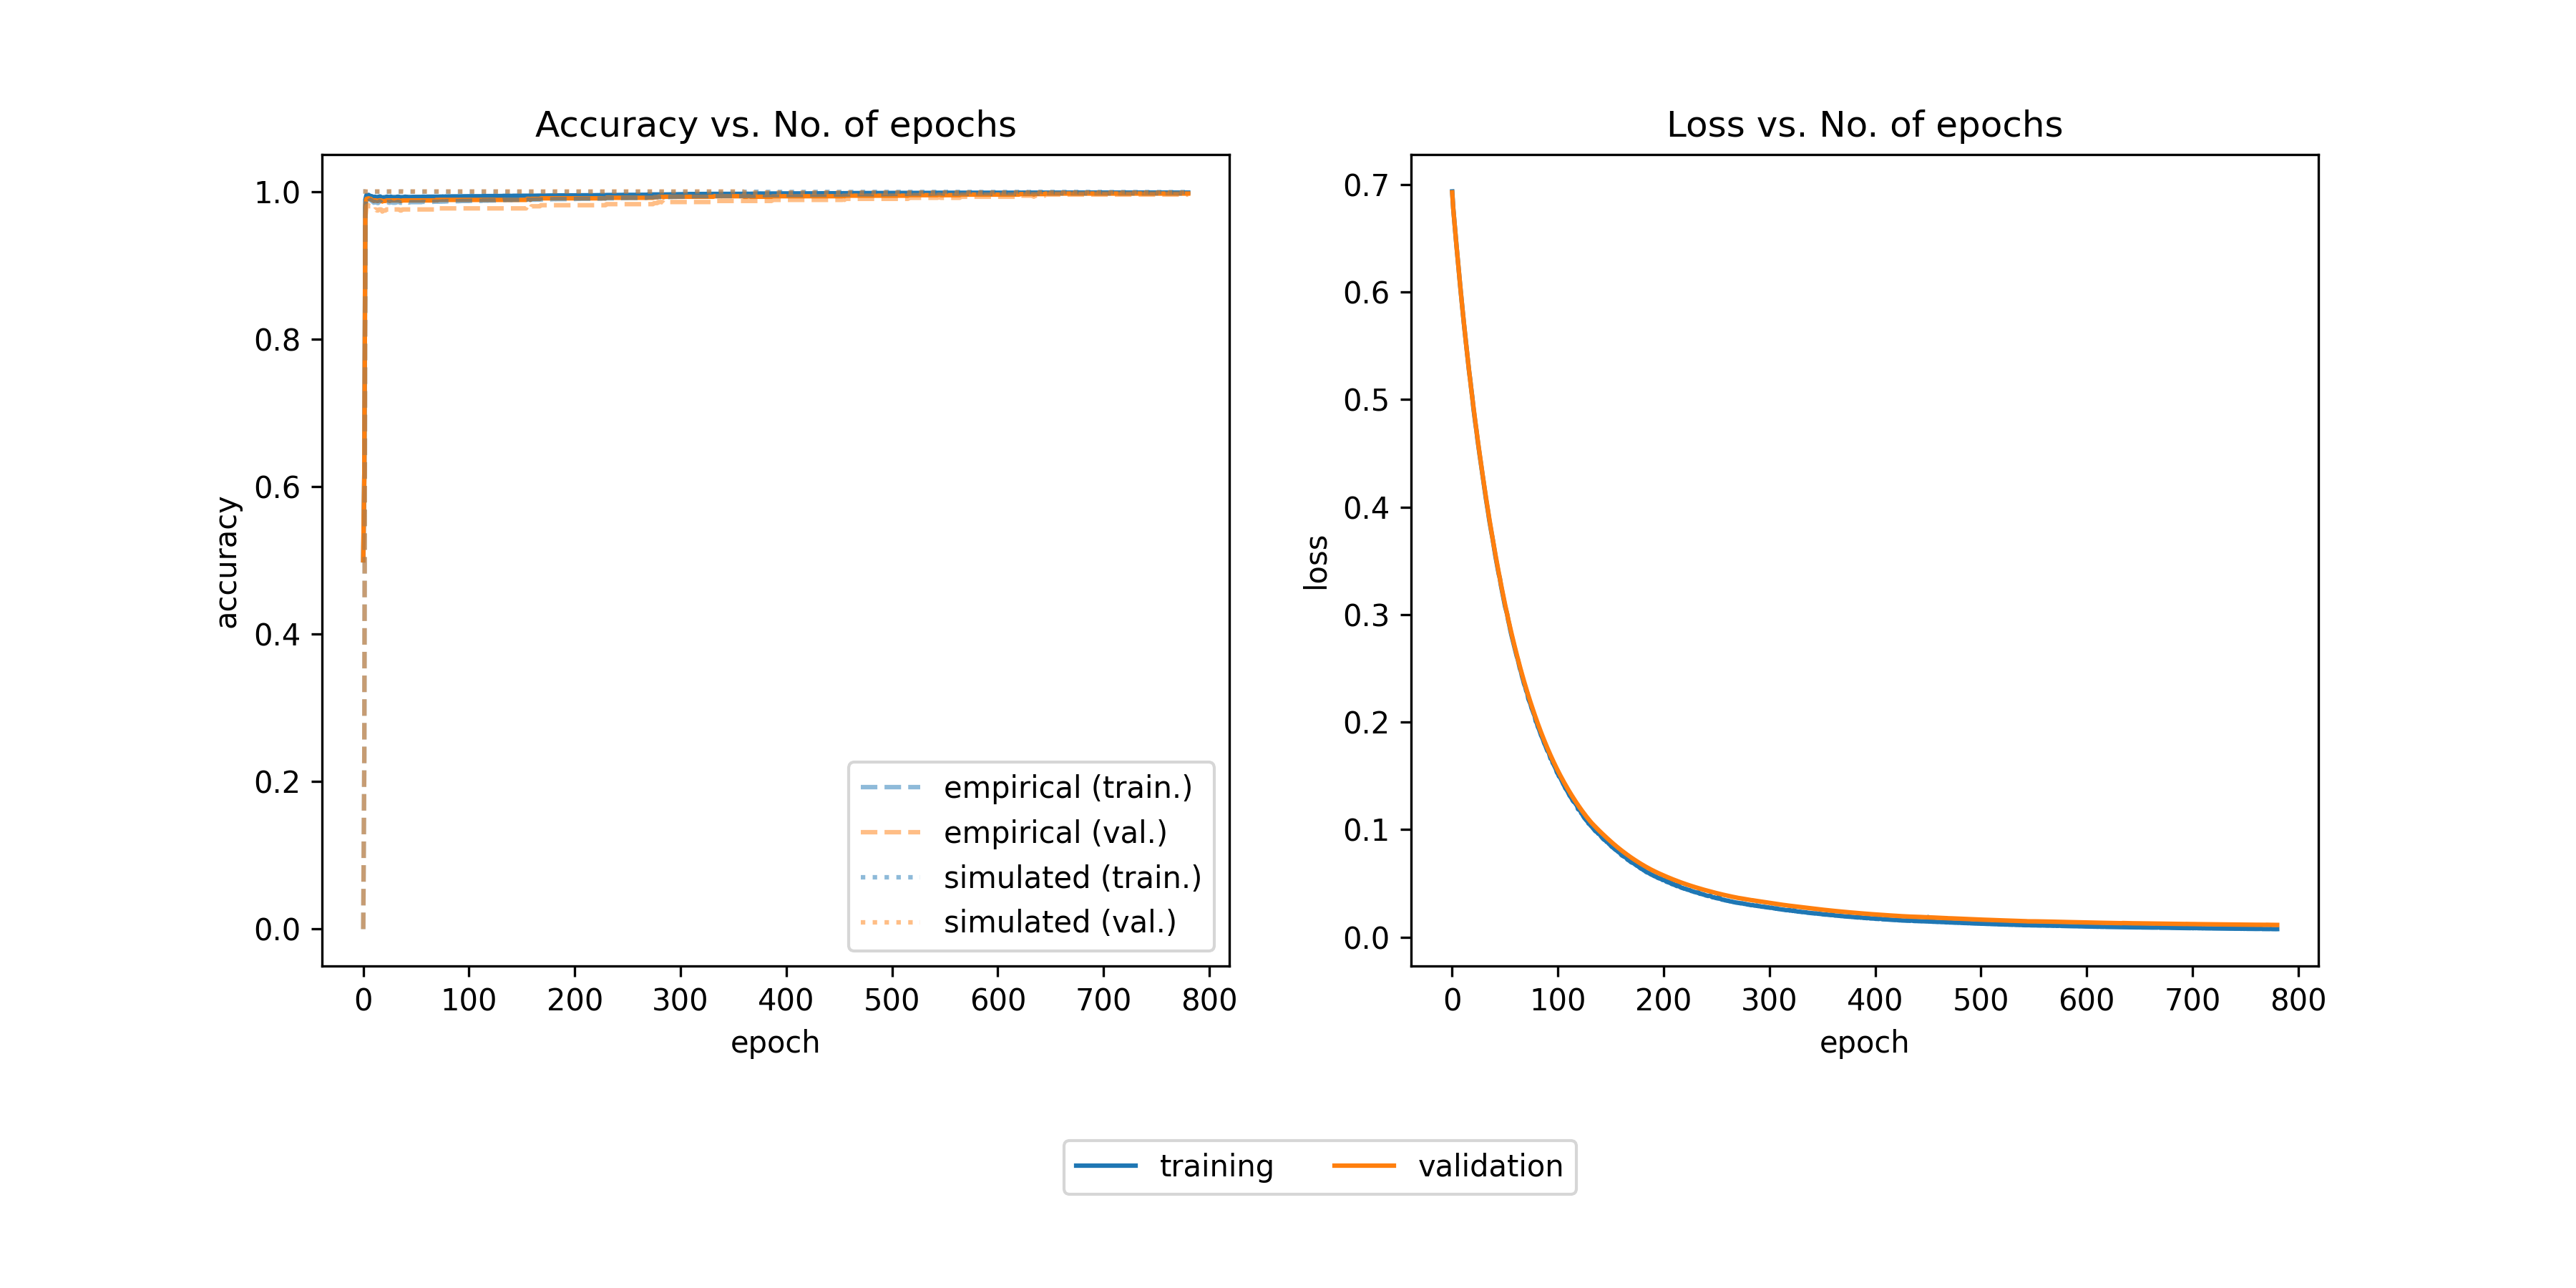 Accuracy vs. No. of epochs
1.0
0.8
0.6
0.4
0.2
0.0
accuracy
0 100 200 300 400 500 600 700 800
epoch
empirical (train.)
empirical (val.)
simulated (train.)
simulated (val.)
Loss vs. No. of epochs
0.7
0.6
0.5
0.4
0.3
0.2
0.1
0.0
loss
0 100 200 300 400 500 600 700 800
epoch
training validation